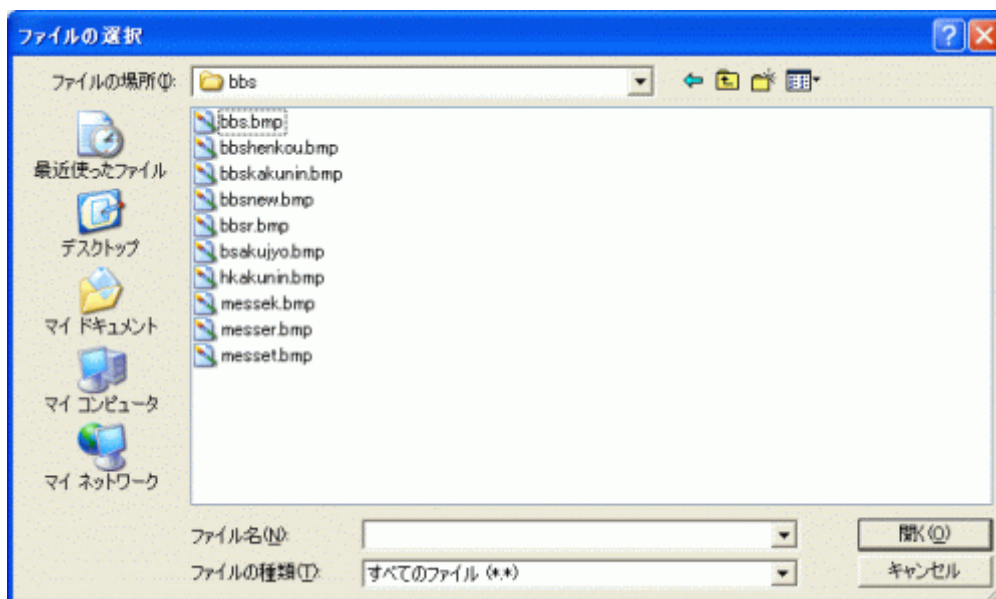 ファイルの選択
ファイルの場所(I):
bbs
最近使ったファイル
デスクトップ
マイ ドキュメント
マイ コンピュータ
マイ ネットワーク
bbs.bmp
bbshenkou.bmp
bbskakunin.bmp
bbsnew.bmp
bbsr.bmp
bsakujyo.bmp
hkakunin.bmp
messek.bmp
messer.bmp
messet.bmp
ファイル名(N):
開く(O)
ファイルの種類(T):
すべてのファイル (*.*)
キャンセル